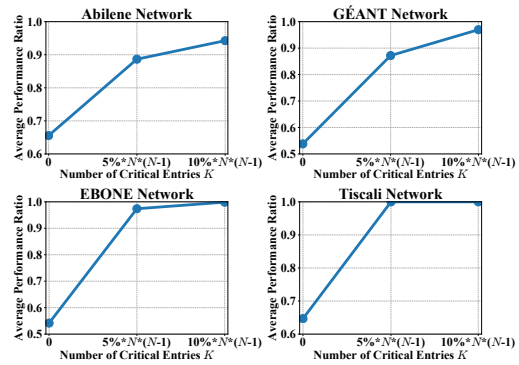 Abilene Network
Average Performance Ratio
1.0
0.9
0.8
0.7
0.6
0
5%*N*(N-1)
10%*N*(N-1)
Number of Critical Entries K
GÉANT Network
Average Performance Ratio
1.0
0.9
0.8
0.7
0.6
0.5
0
5%*N*(N-1)
10%*N*(N-1)
Number of Critical Entries K
EBONE Network
Average Performance Ratio
1.0
0.9
0.8
0.7
0.6
0.5
0
5%*N*(N-1)
10%*N*(N-1)
Number of Critical Entries K
Tiscali Network
Average Performance Ratio
1.0
0.9
0.8
0.7
0.6
0
5%*N*(N-1)
10%*N*(N-1)
Number of Critical Entries K